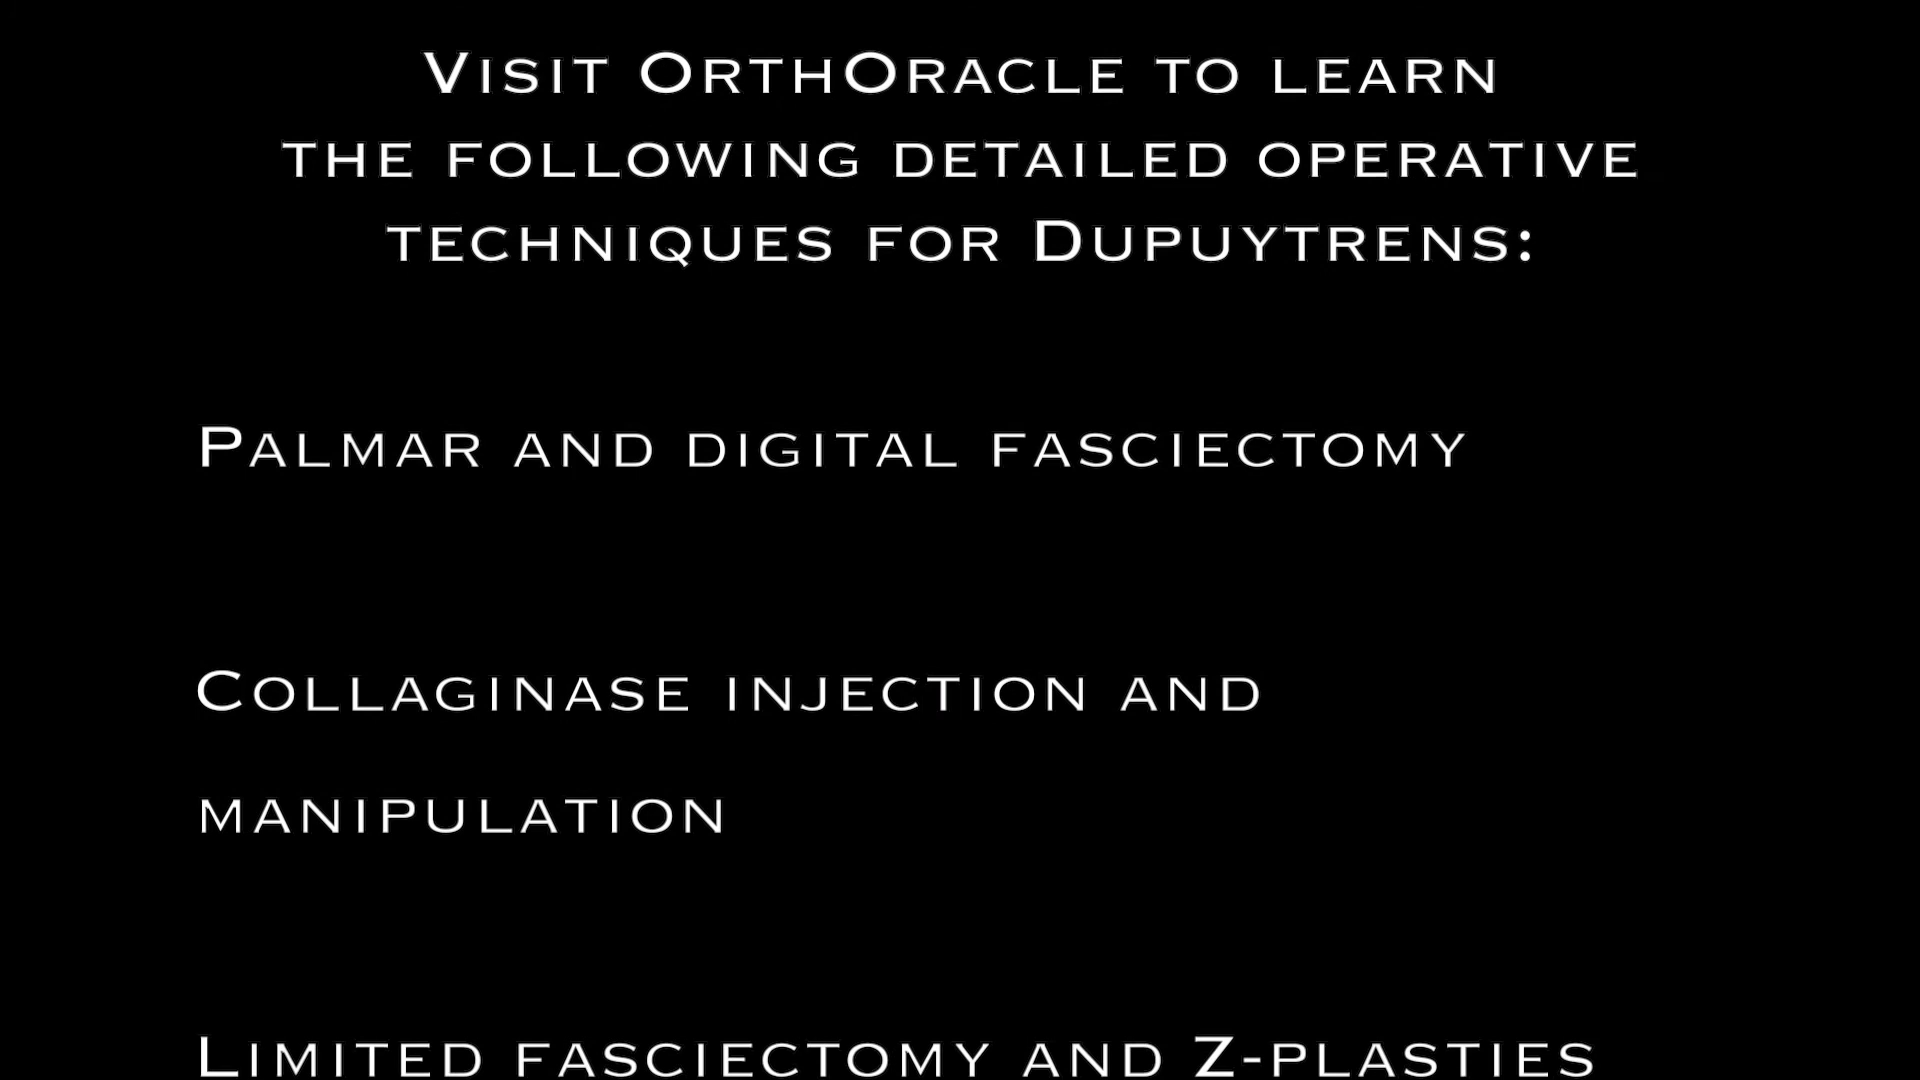 Visit OrthOracle to learn
the following detailed operative
techniques for Dupuytrens:
Palmar and digital fasciectomy
Collaginase injection and
manipulation
Limited fasciectomy and Z-plasties